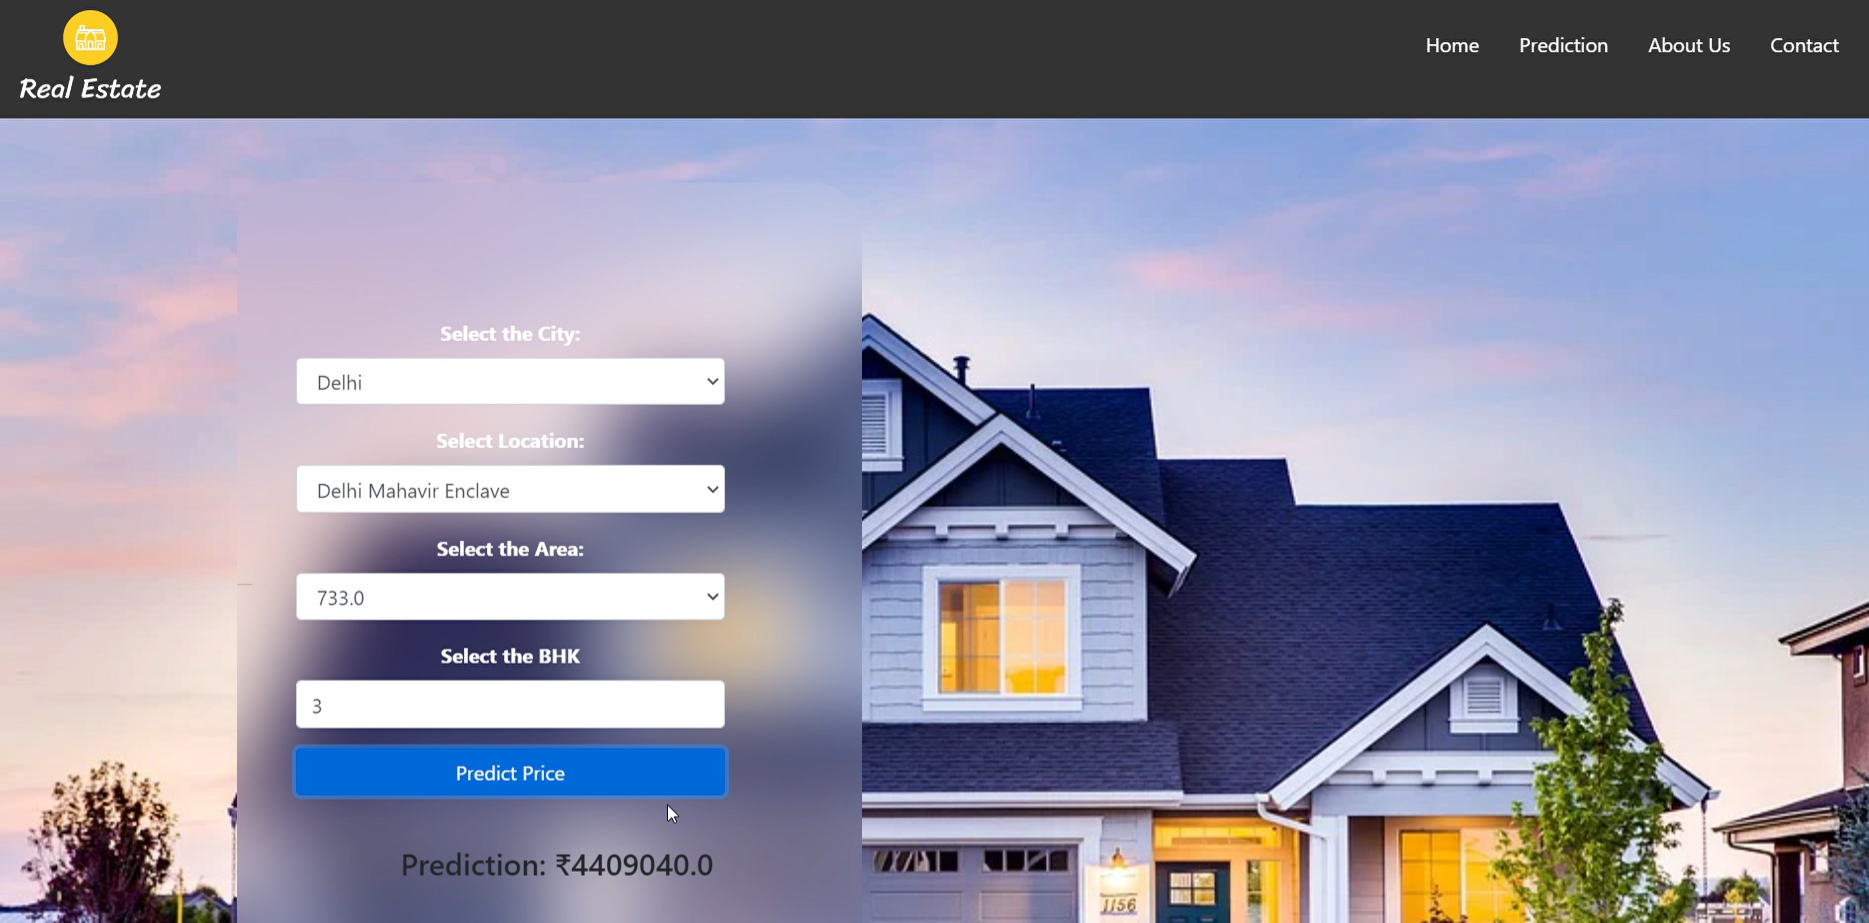 Real Estate
Home Prediction About Us Contact
Select the City:
Delhi
Select Location:
Delhi Mahavir Enclave
Select the Area:
733.0
Select the BHK
3
Predict Price
Prediction: ₹4409040.0
1156